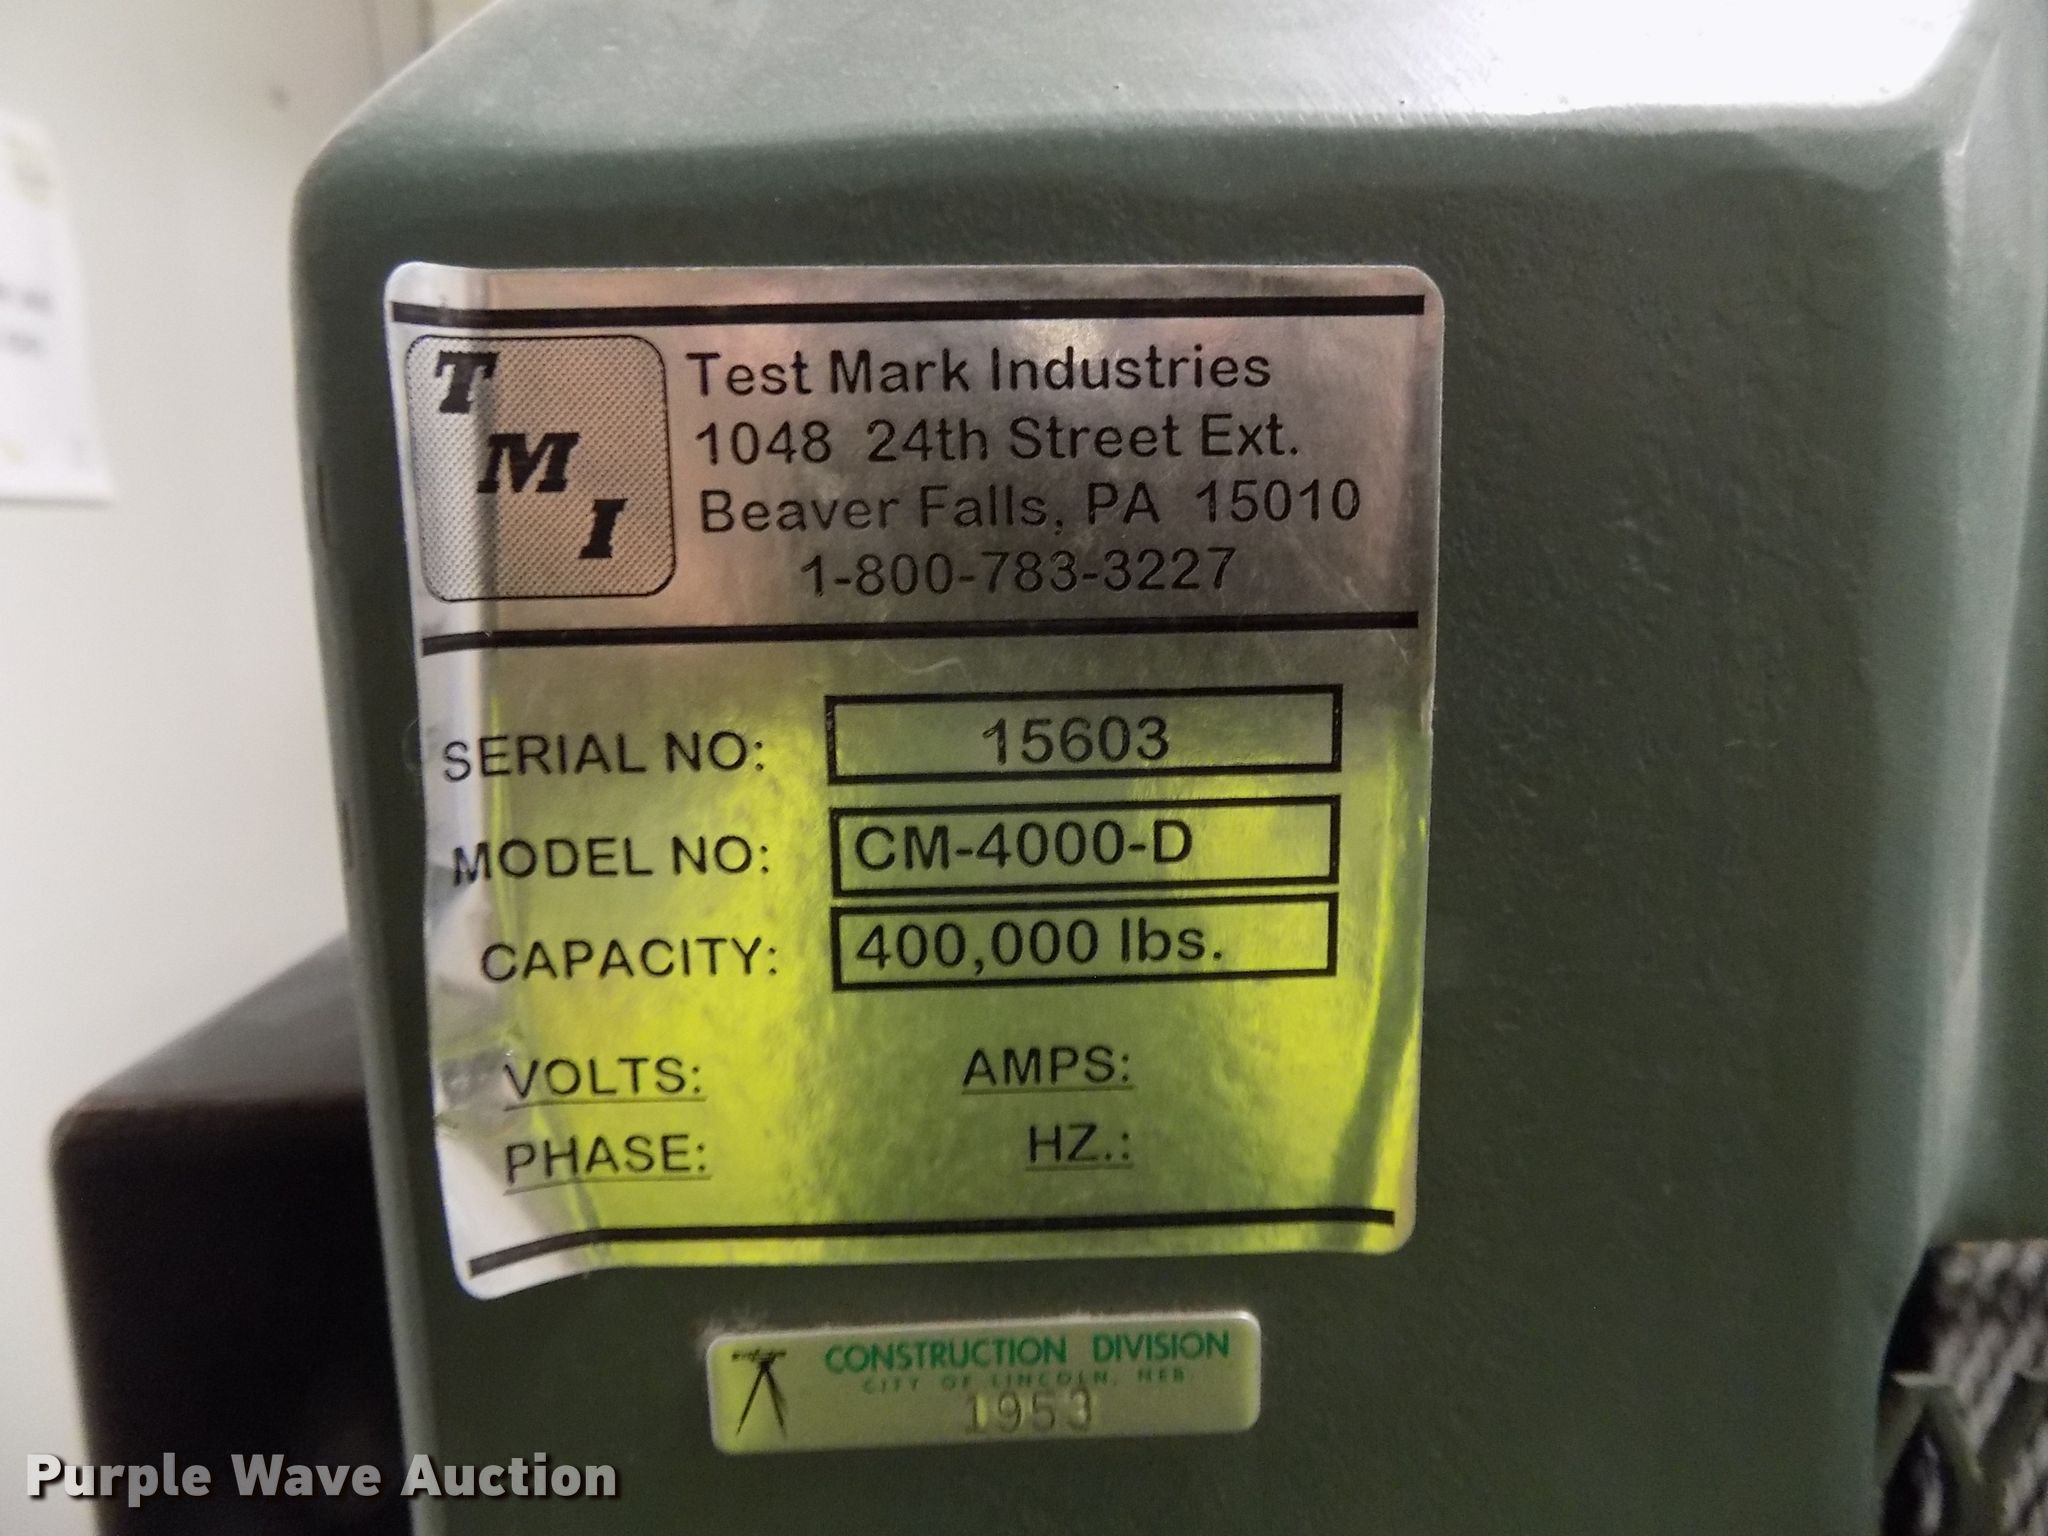 T
M
I
Test Mark Industries
1048 24th Street Ext.
Beaver Falls, PA 15010
1-800-783-3227
SERIAL NO: 15603
MODEL NO: CM-4000-D
CAPACITY: 400,000 lbs.
VOLTS: AMPS:
PHASE: HZ.:
CONSTRUCTION DIVISION
CITY OF LINCOLN, NEB.
1953
Purple Wave Auction